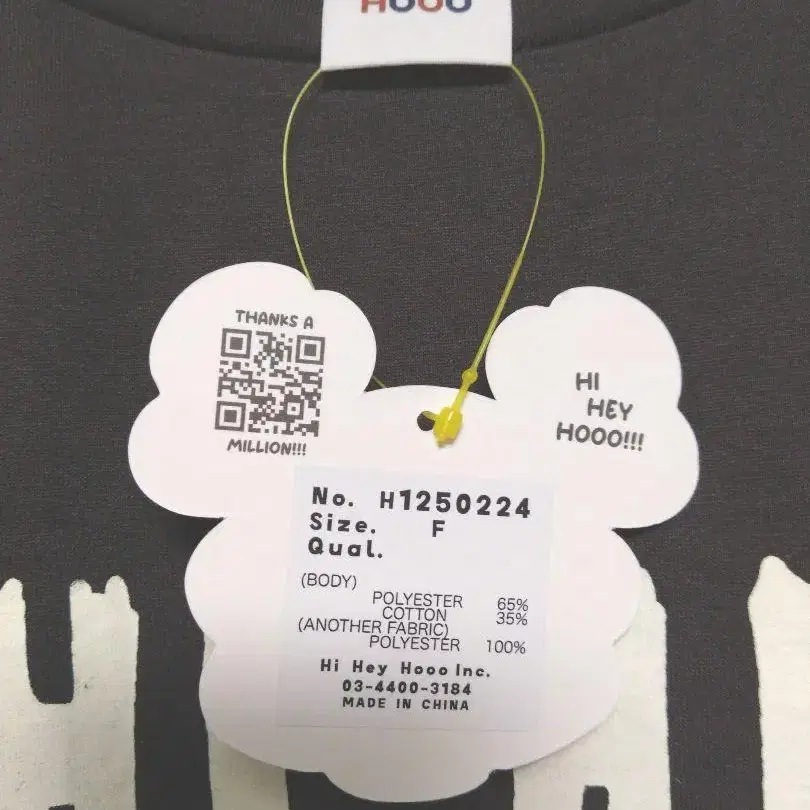 HOOO
THANKS A
MILLION!!!
HI
HEY
HOOO!!!
No. H1250224
Size. F
Qual.
(BODY)
POLYESTER 65%
COTTON 35%
(ANOTHER FABRIC)
POLYESTER 100%
Hi Hey Hooo Inc.
03-4400-3184
MADE IN CHINA